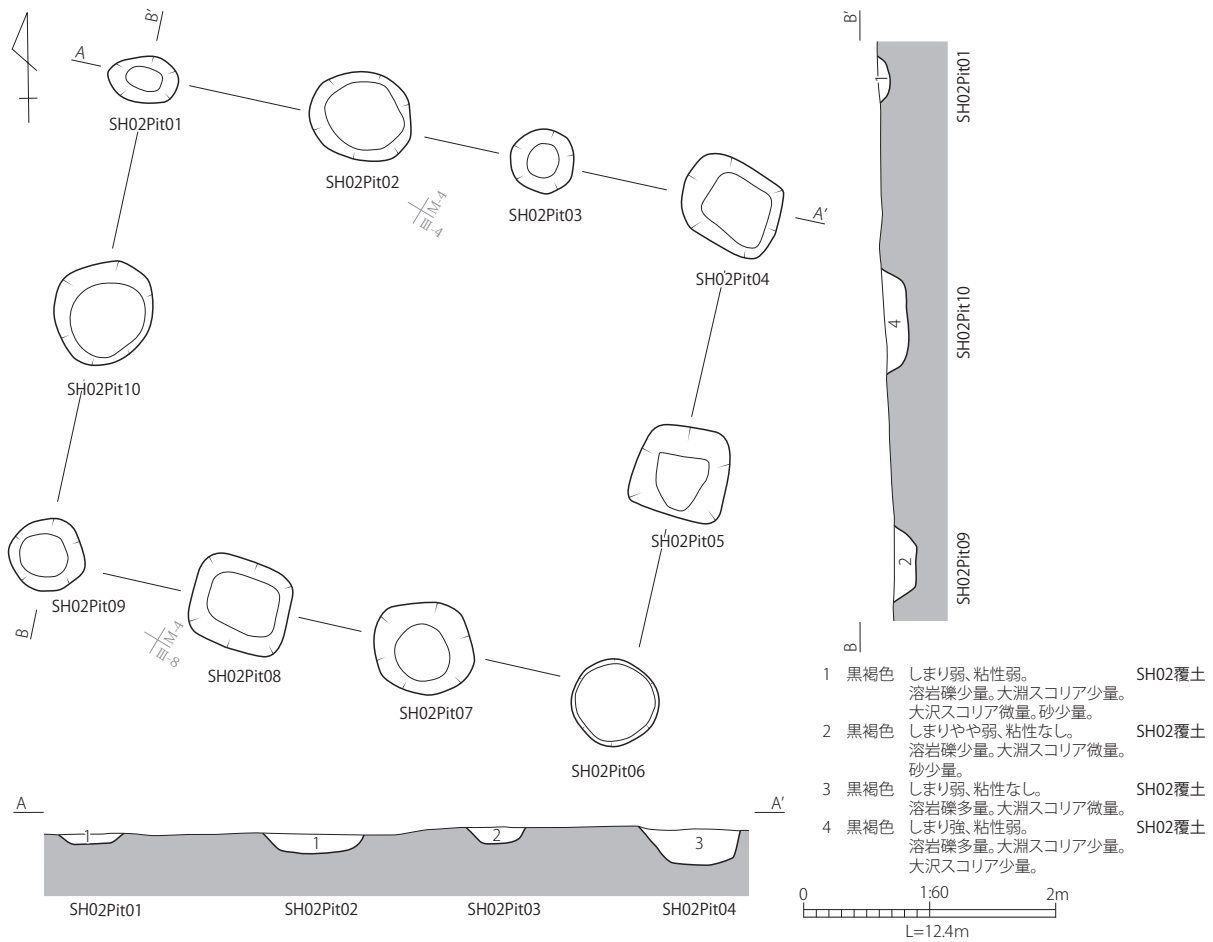 B'
A
SH02Pit01
SH02Pit02
SH02Pit03
A'
SH02Pit04
M-4
Ⅲ-4
SH02Pit10
SH02Pit05
SH02Pit09
B
M-4
Ⅲ-8
SH02Pit08
SH02Pit07
SH02Pit06
B'
1
SH02Pit01
4
SH02Pit10
2
SH02Pit09
B
A
A'
1
1
2
3
SH02Pit01
SH02Pit02
SH02Pit03
SH02Pit04
1 黒褐色 しまり弱、粘性弱。 SH02覆土
溶岩礫少量。大淵スコリア少量。
大沢スコリア微量。砂少量。
2 黒褐色 しまりやや弱、粘性なし。 SH02覆土
溶岩礫少量。大淵スコリア微量。
砂少量。
3 黒褐色 しまり弱、粘性なし。 SH02覆土
溶岩礫多量。大淵スコリア微量。
4 黒褐色 しまり強、粘性弱。 SH02覆土
溶岩礫多量。大淵スコリア少量。
大沢スコリア少量。
0 1:60 2m
L=12.4m